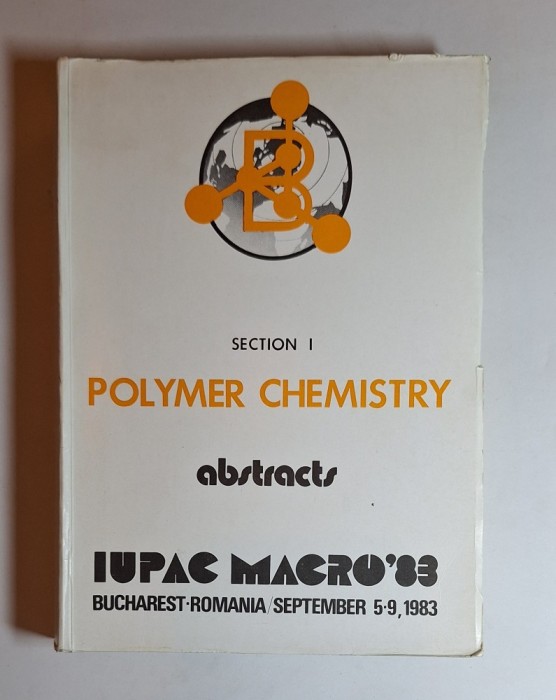 B
SECTION I
POLYMER CHEMISTRY
abstracts
IUPAC MACRO'83
BUCHAREST·ROMANIA/SEPTEMBER 5·9, 1983